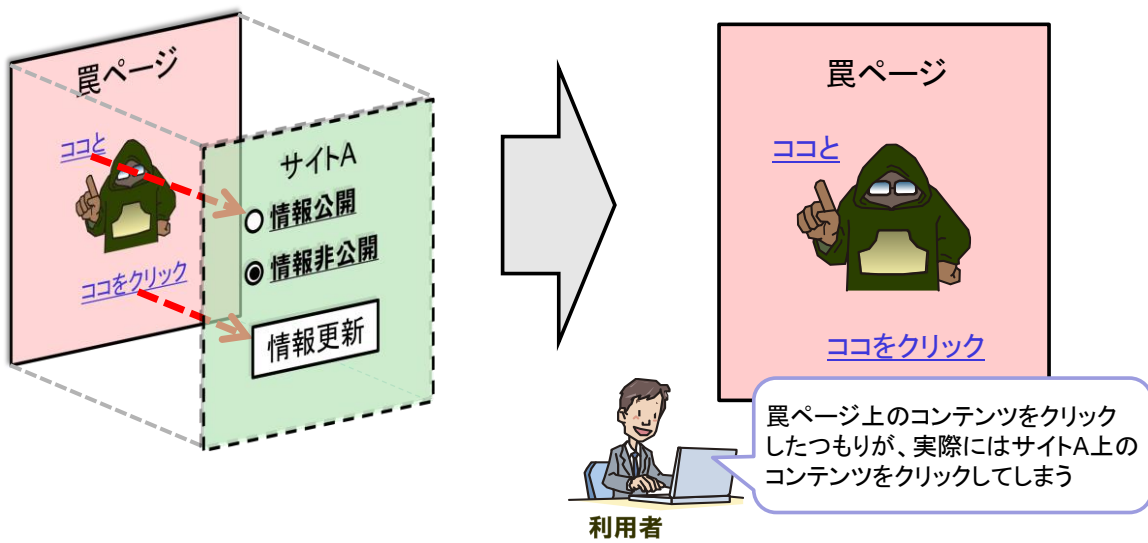 罠ページ
ココと
ココをクリック
サイトA
情報公開
情報非公開
情報更新
罠ページ
ココと
ココをクリック
罠ページ上のコンテンツをクリック
したつもりが、実際にはサイトA上の
コンテンツをクリックしてしまう
利用者